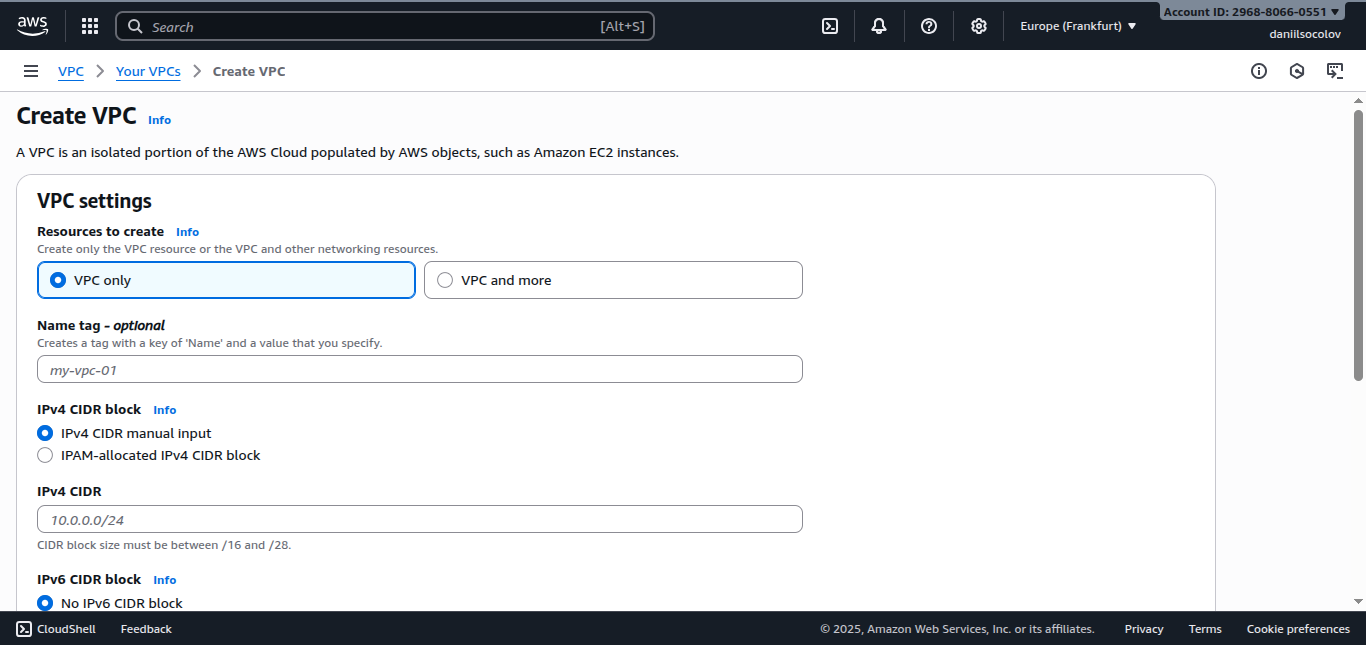 aws
Search [Alt+S]
Europe (Frankfurt)
Account ID: 2968-8066-0551
daniilsocolov
VPC Your VPCs Create VPC
Create VPC Info
A VPC is an isolated portion of the AWS Cloud populated by AWS objects, such as Amazon EC2 instances.
VPC settings
Resources to create Info
Create only the VPC resource or the VPC and other networking resources.
VPC only VPC and more
Name tag – optional
Creates a tag with a key of 'Name' and a value that you specify.
my-vpc-01
IPv4 CIDR block Info
IPv4 CIDR manual input
IPAM-allocated IPv4 CIDR block
IPv4 CIDR
10.0.0.0/24
CIDR block size must be between /16 and /28.
IPv6 CIDR block Info
No IPv6 CIDR block
CloudShell Feedback © 2025, Amazon Web Services, Inc. or its affiliates. Privacy Terms Cookie preferences